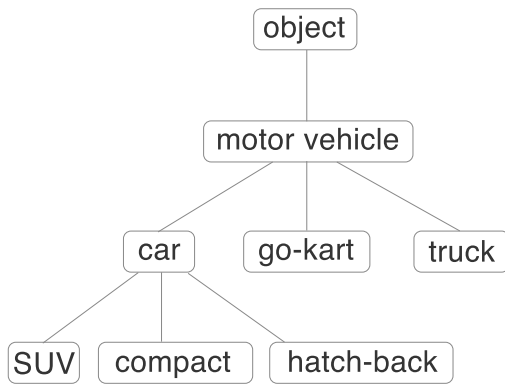 object
motor vehicle
car
go-kart
truck
SUV
compact
hatch-back